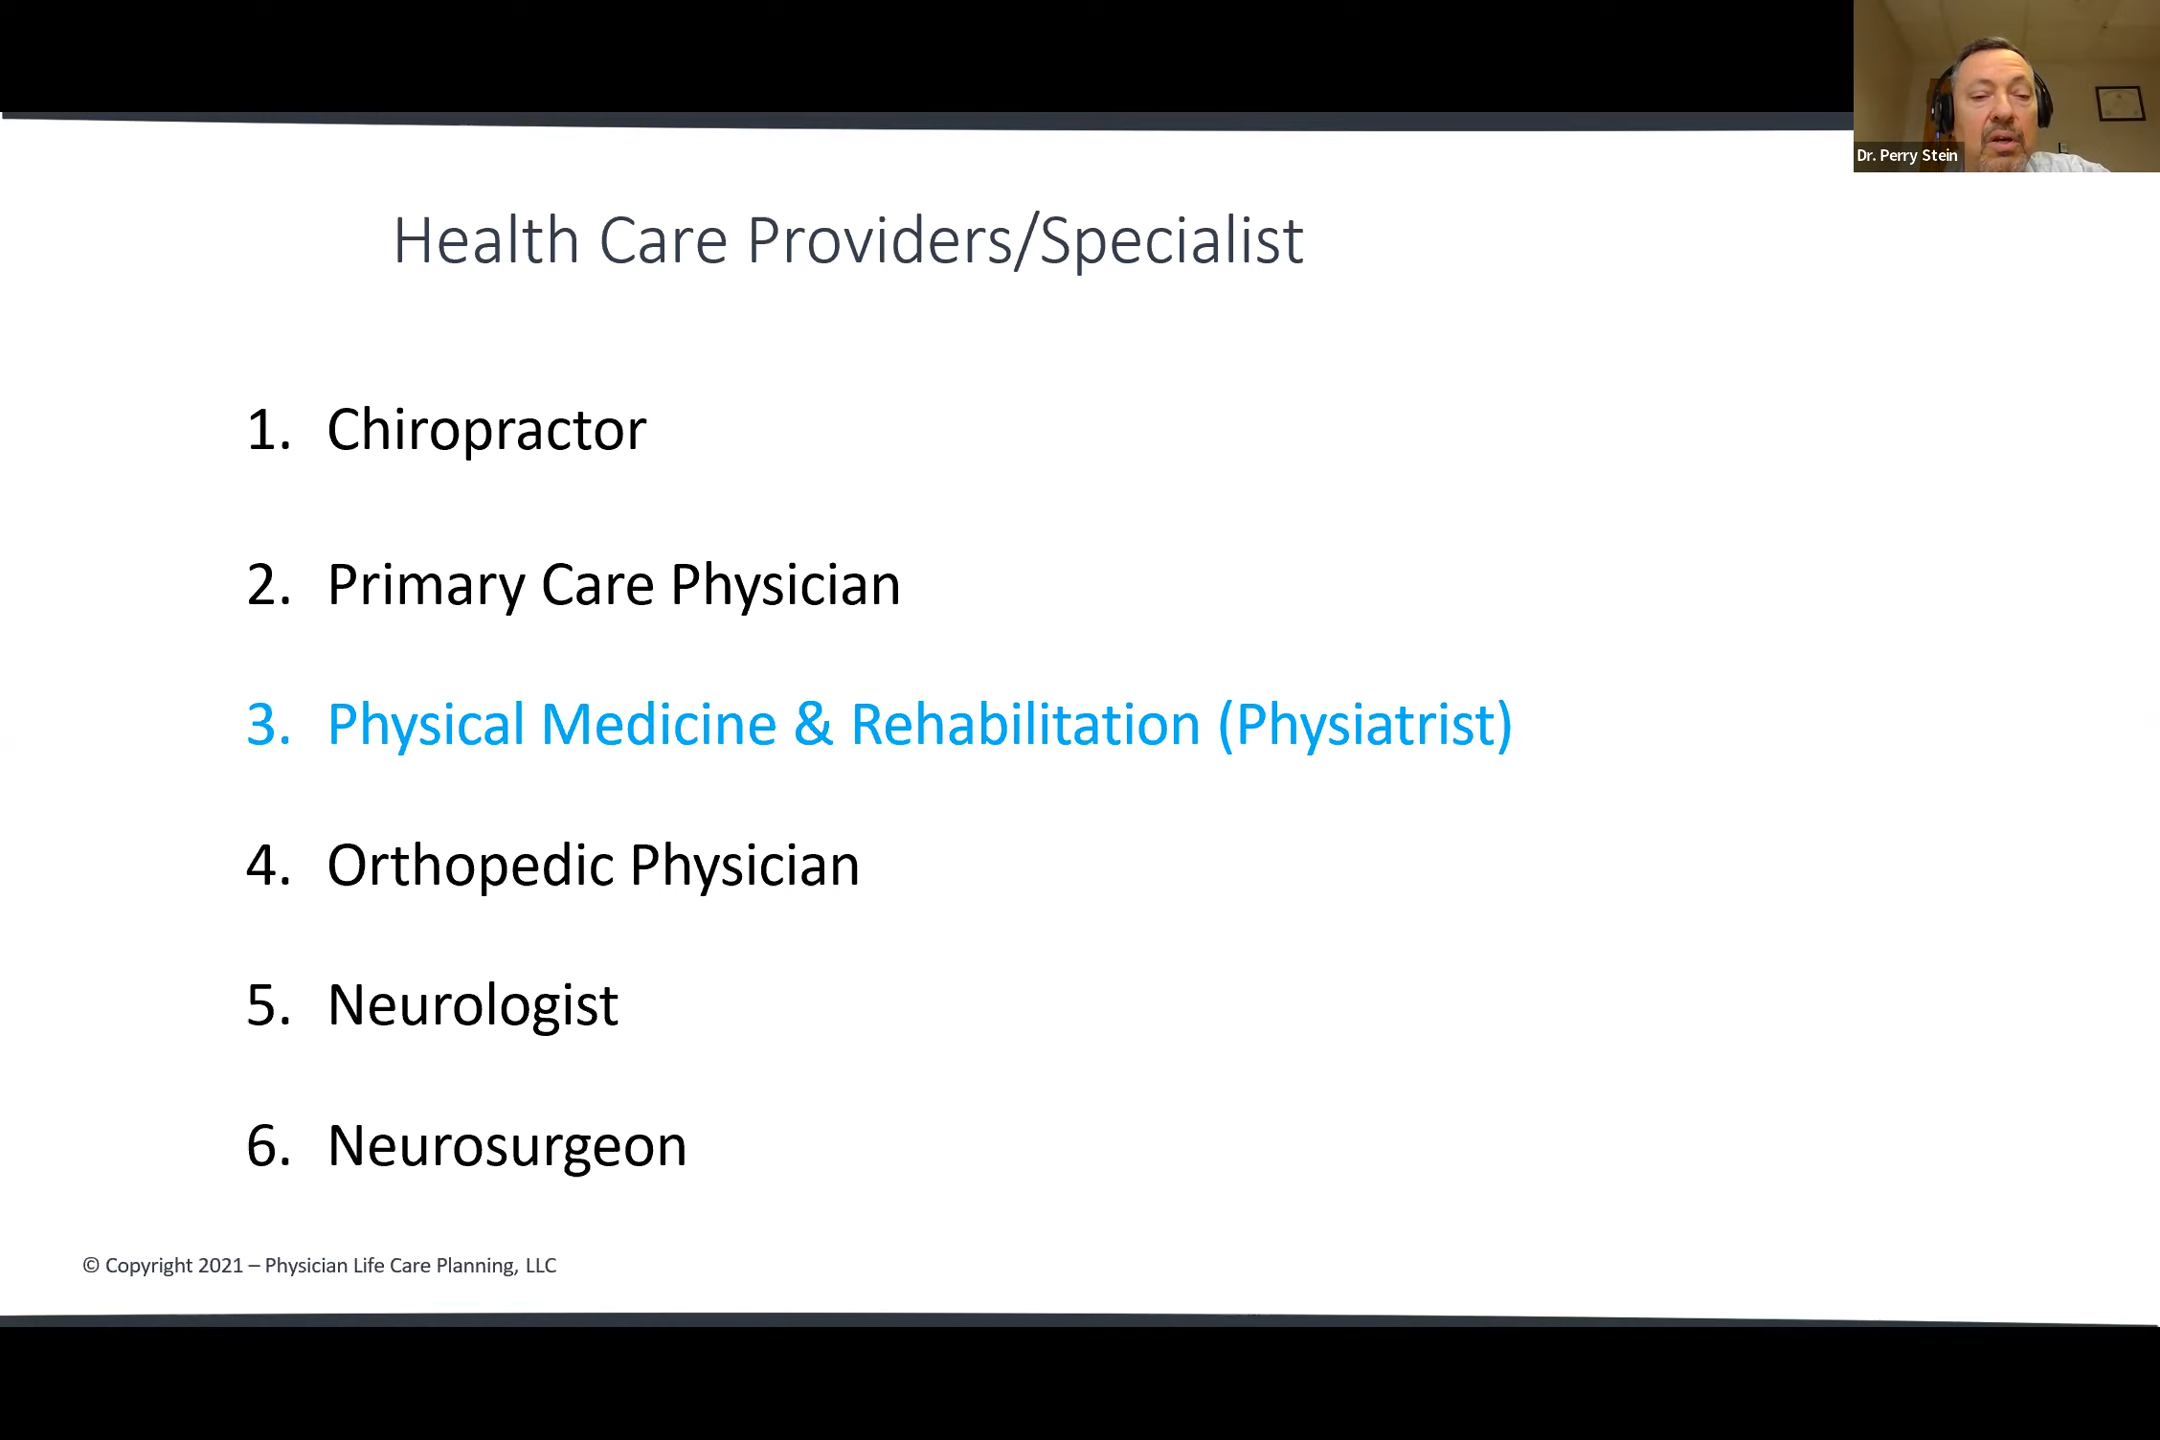 Dr. Perry Stein
Health Care Providers/Specialist
1. Chiropractor
2. Primary Care Physician
3. Physical Medicine & Rehabilitation (Physiatrist)
4. Orthopedic Physician
5. Neurologist
6. Neurosurgeon
© Copyright 2021 – Physician Life Care Planning, LLC